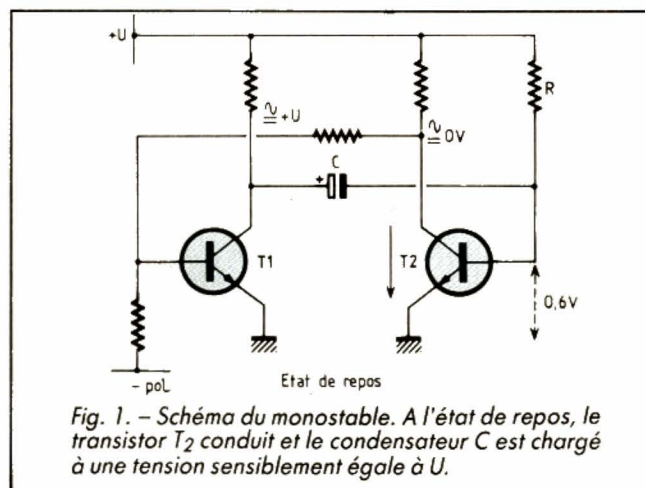 +U
R
≃ +U
≃ 0V
C
+
T1
T2
0,6V
- pol.
Etat de repos
Fig. 1. – Schéma du monostable. A l'état de repos, le
transistor T2 conduit et le condensateur C est chargé
à une tension sensiblement égale à U.